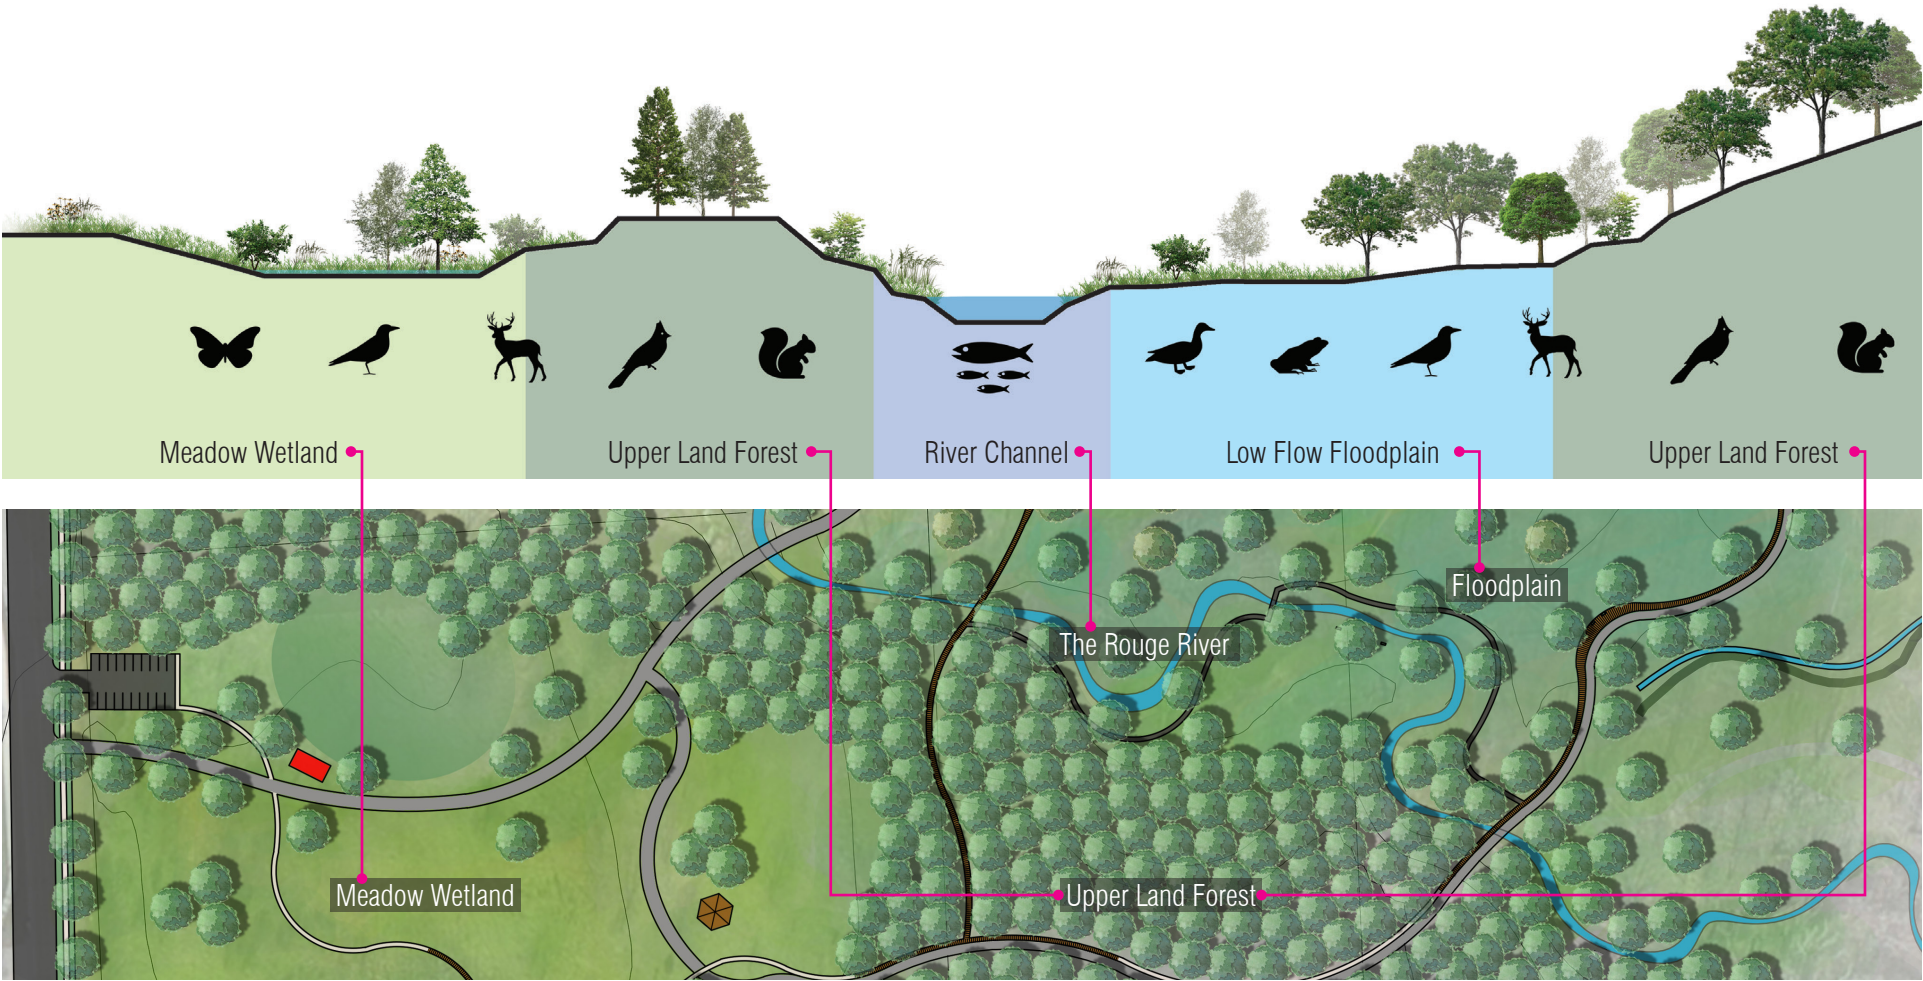 Meadow Wetland
Upper Land Forest
River Channel
Low Flow Floodplain
Upper Land Forest
Floodplain
The Rouge River
Meadow Wetland
Upper Land Forest